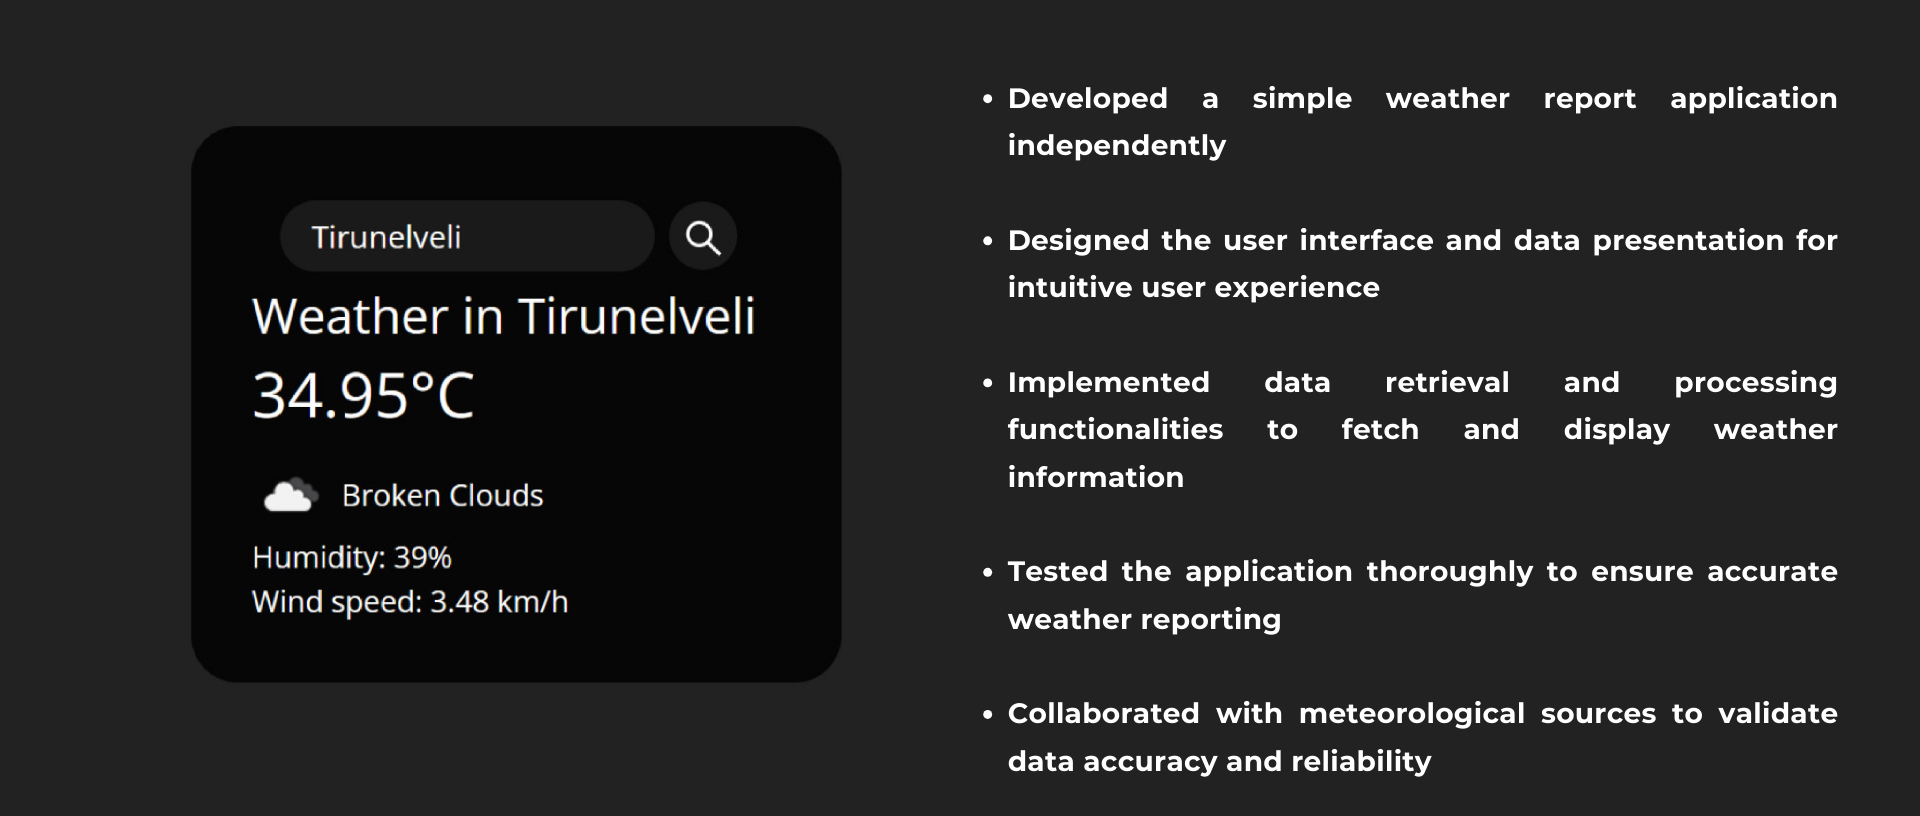 Tirunelveli
Weather in Tirunelveli
34.95°C
Broken Clouds
Humidity: 39%
Wind speed: 3.48 km/h
• Developed a simple weather report application
independently
• Designed the user interface and data presentation for
intuitive user experience
• Implemented data retrieval and processing
functionalities to fetch and display weather
information
• Tested the application thoroughly to ensure accurate
weather reporting
• Collaborated with meteorological sources to validate
data accuracy and reliability